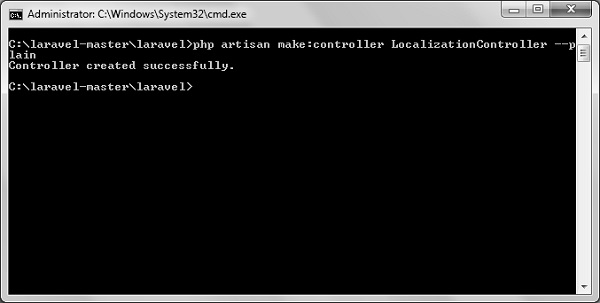 Administrator: C:\Windows\System32\cmd.exe
C:\laravel-master\laravel>php artisan make:controller LocalizationController --p
lain
Controller created successfully.
C:\laravel-master\laravel>